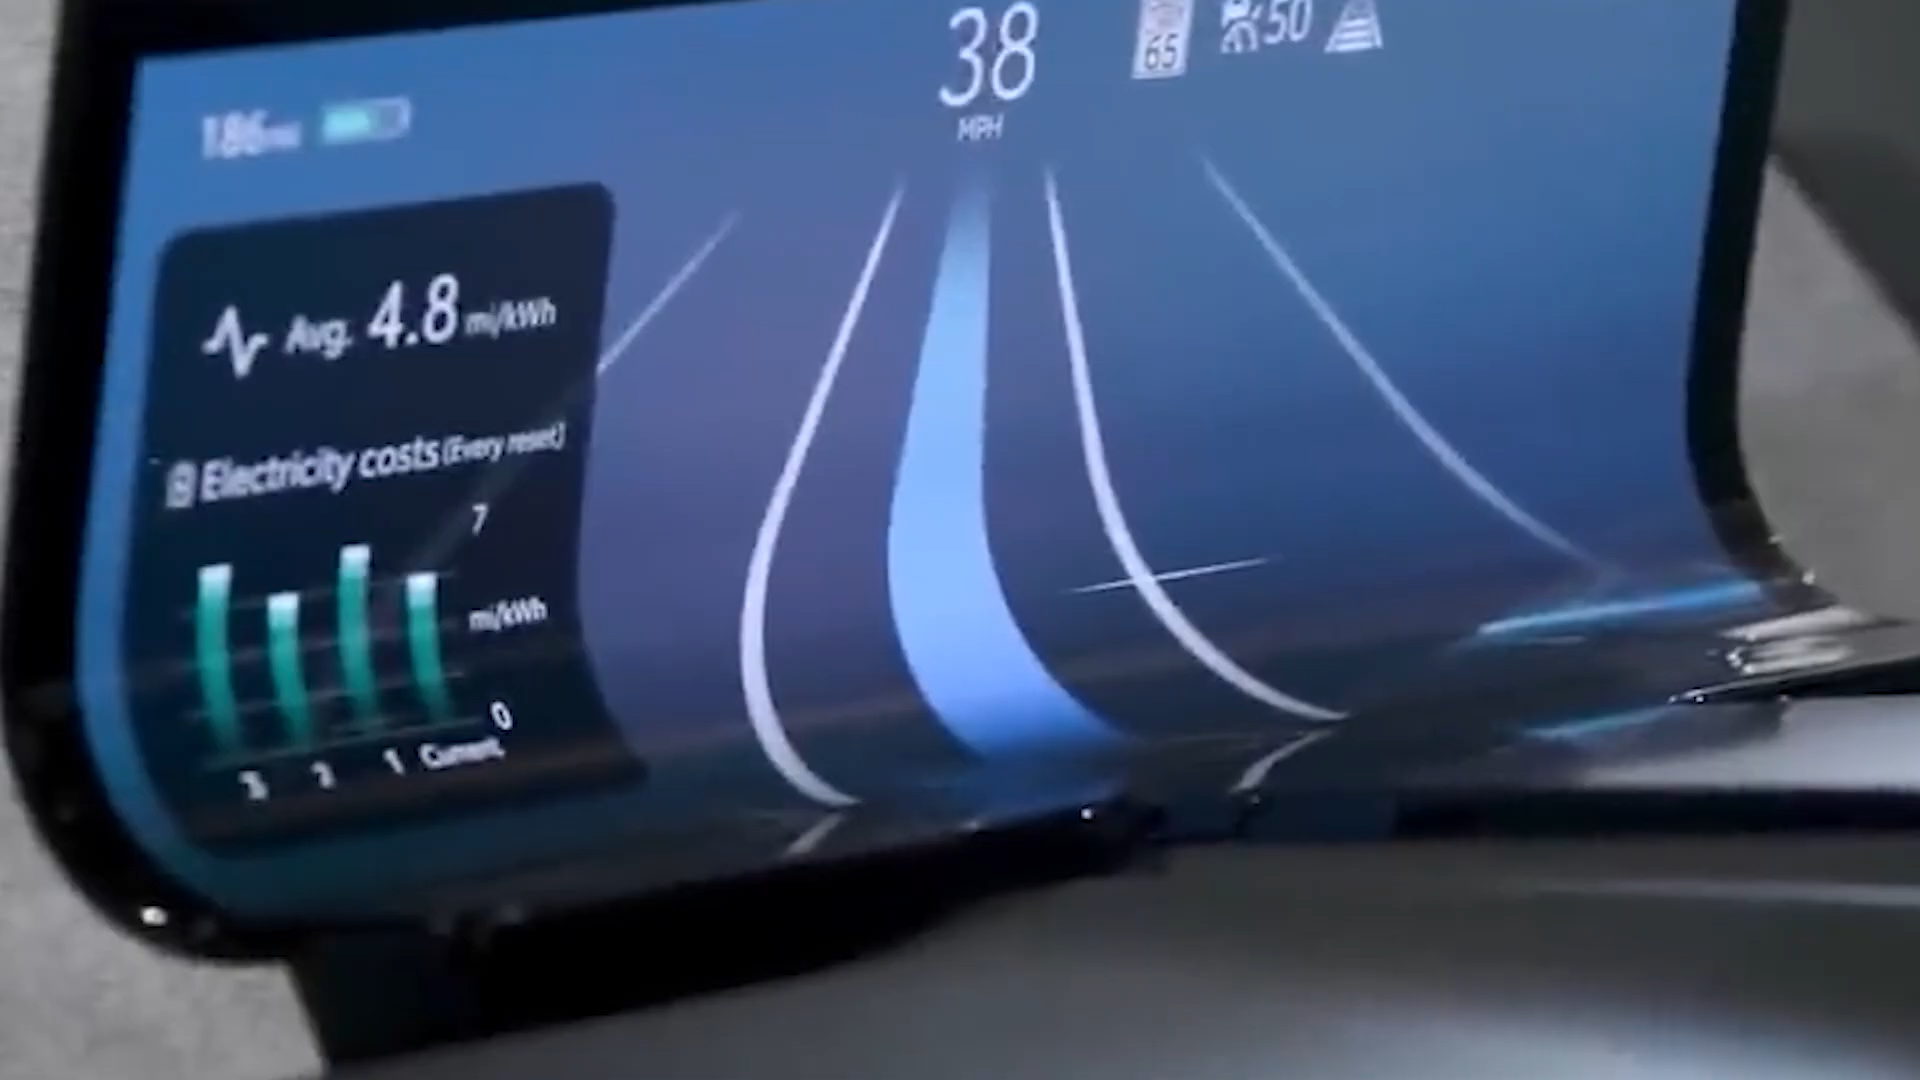 38
MPH
65
50
186mi
Avg. 4.8 mi/kWh
Electricity costs (Every reset)
7
mi/kWh
0
3 2 1 Current